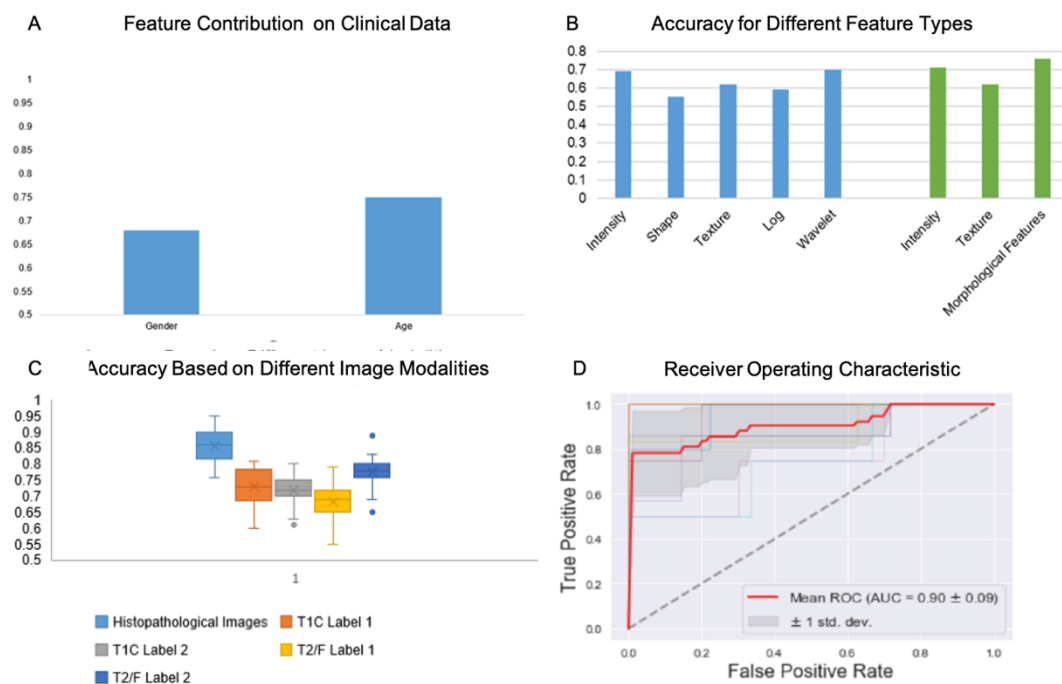 A
Feature Contribution on Clinical Data
1
0.95
0.9
0.85
0.8
0.75
0.7
0.65
0.6
0.55
0.5
Gender
Age
B
Accuracy for Different Feature Types
0.8
0.7
0.6
0.5
0.4
0.3
0.2
0.1
0
Intensity
Shape
Texture
Log
Wavelet
Intensity
Texture
Morphological Features
C
Accuracy Based on Different Image Modalities
1
0.95
0.9
0.85
0.8
0.75
0.7
0.65
0.6
0.55
0.5
1
Histopathological Images
T1C Label 1
T1C Label 2
T2/F Label 1
T2/F Label 2
D
Receiver Operating Characteristic
True Positive Rate
1.0
0.8
0.6
0.4
0.2
0.0
Mean ROC (AUC = 0.90 ± 0.09)
± 1 std. dev.
0.0
0.2
0.4
0.6
0.8
1.0
False Positive Rate